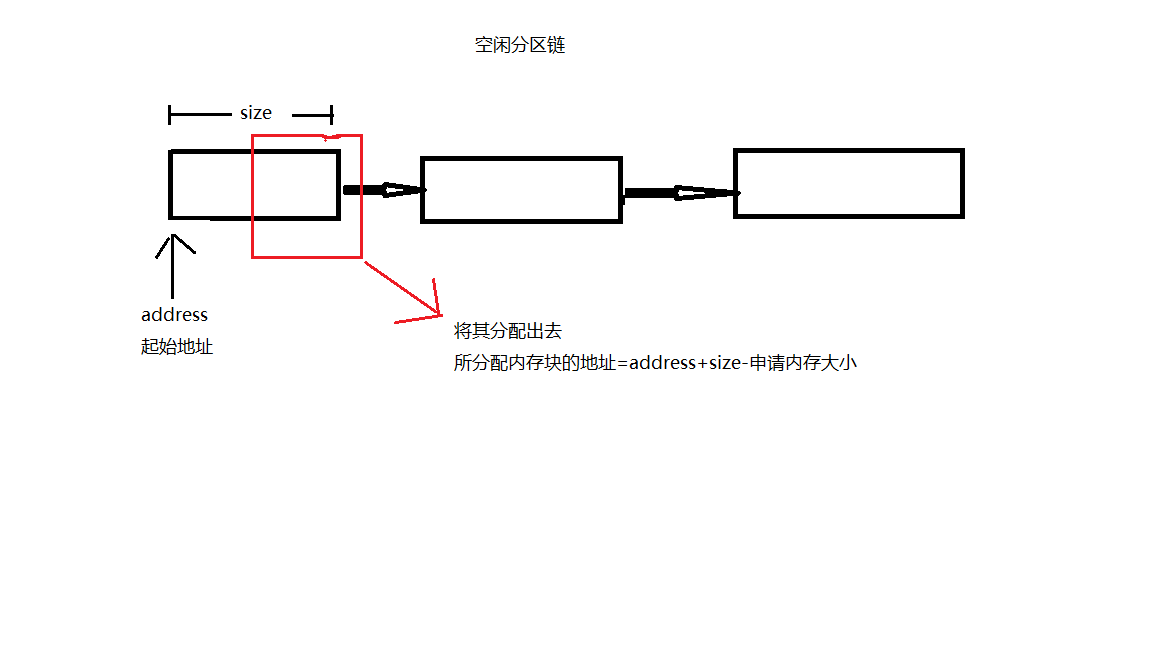 空闲分区链
size
address
起始地址
将其分配出去
所分配内存块的地址=address+size-申请内存大小